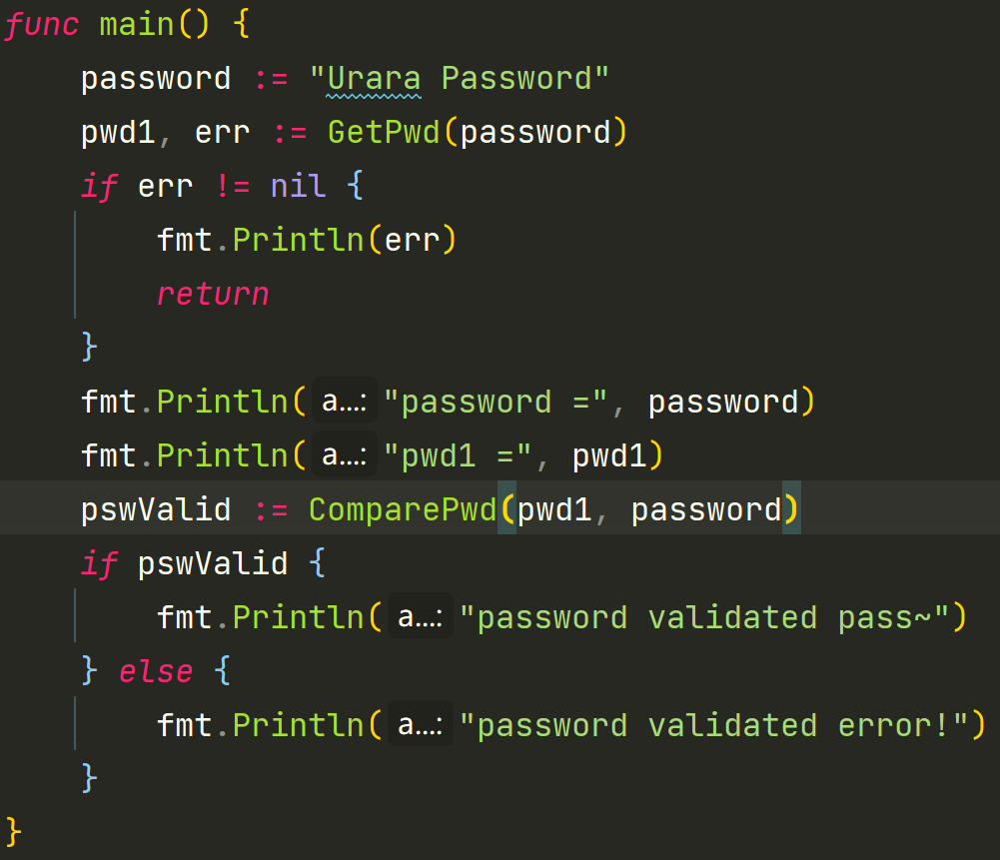 func main() {
    password := "Urara Password"
    pwd1, err := GetPwd(password)
    if err != nil {
        fmt.Println(err)
        return
    }
    fmt.Println( a...: "password =", password)
    fmt.Println( a...: "pwd1 =", pwd1)
    pswValid := ComparePwd(pwd1, password)
    if pswValid {
        fmt.Println( a...: "password validated pass~")
    } else {
        fmt.Println( a...: "password validated error!")
    }
}